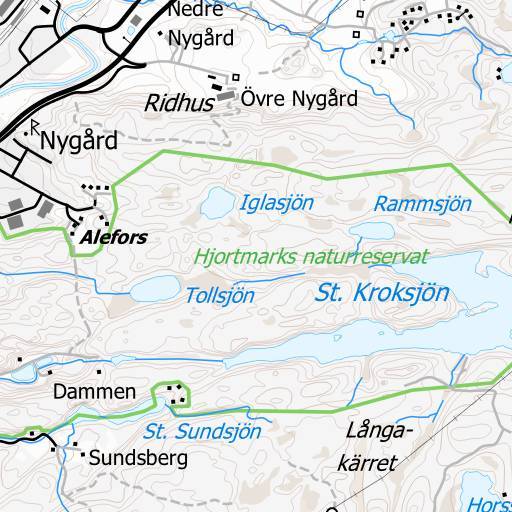 Nedre
Nygård
Ridhus
Övre Nygård
Nygård
Iglasjön
Rammsjön
Alefors
Hjortmarks naturreservat
Tollsjön
St. Kroksjön
Dammen
St. Sundsjön
Långa-
kärret
Sundsberg